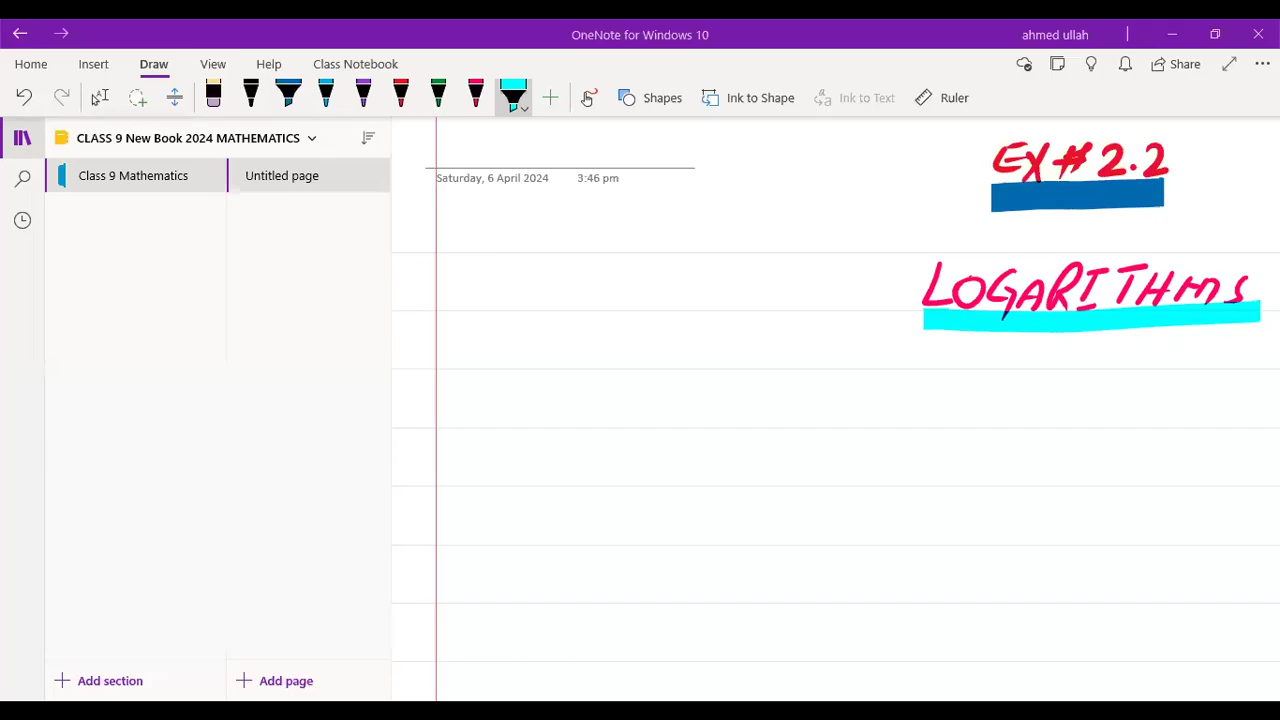 OneNote for Windows 10
ahmed ullah
Home Insert Draw View Help Class Notebook
Share
Shapes Ink to Shape Ink to Text Ruler
CLASS 9 New Book 2024 MATHEMATICS
Class 9 Mathematics
Untitled page
Saturday, 6 April 2024 3:46 pm
EX # 2.2
LOGARITHMS
Add section
Add page